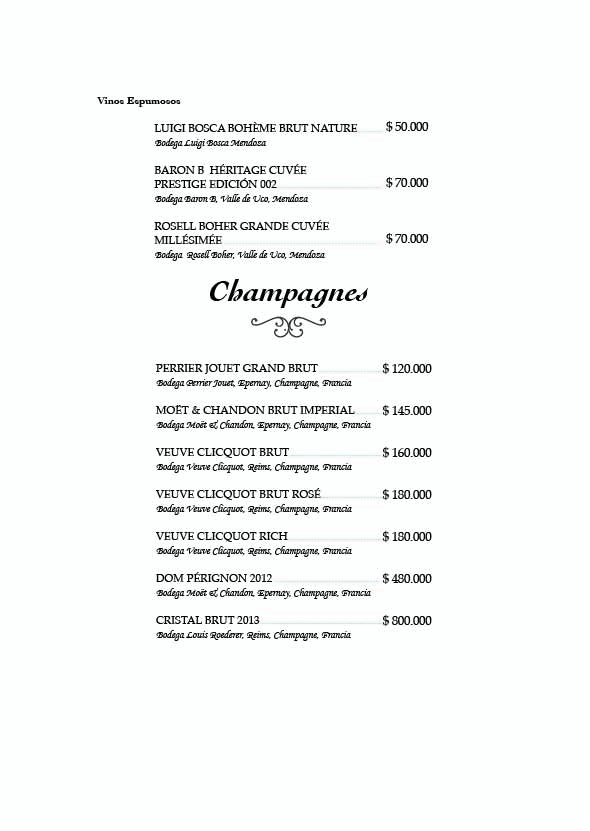 Vinos Espumosos
LUIGI BOSCA BOHÈME BRUT NATURE $ 50.000
Bodega Luigi Bosca Mendoza
BARON B HÉRITAGE CUVÉE
PRESTIGE EDICIÓN 002 $ 70.000
Bodega Baron B, Valle de Uco, Mendoza
ROSELL BOHER GRANDE CUVÉE
MILLÉSIMÉE $ 70.000
Bodega Rosell Boher, Valle de Uco, Mendoza
Champagnes
PERRIER JOUET GRAND BRUT $ 120.000
Bodega Perrier Jouet, Epernay, Champagne, Francia
MOËT & CHANDON BRUT IMPERIAL $ 145.000
Bodega Moët & Chandon, Epernay, Champagne, Francia
VEUVE CLICQUOT BRUT $ 160.000
Bodega Veuve Clicquot, Reims, Champagne, Francia
VEUVE CLICQUOT BRUT ROSÉ $ 180.000
Bodega Veuve Clicquot, Reims, Champagne, Francia
VEUVE CLICQUOT RICH $ 180.000
Bodega Veuve Clicquot, Reims, Champagne, Francia
DOM PÉRIGNON 2012 $ 480.000
Bodega Moët & Chandon, Epernay, Champagne, Francia
CRISTAL BRUT 2013 $ 800.000
Bodega Louis Roederer, Reims, Champagne, Francia